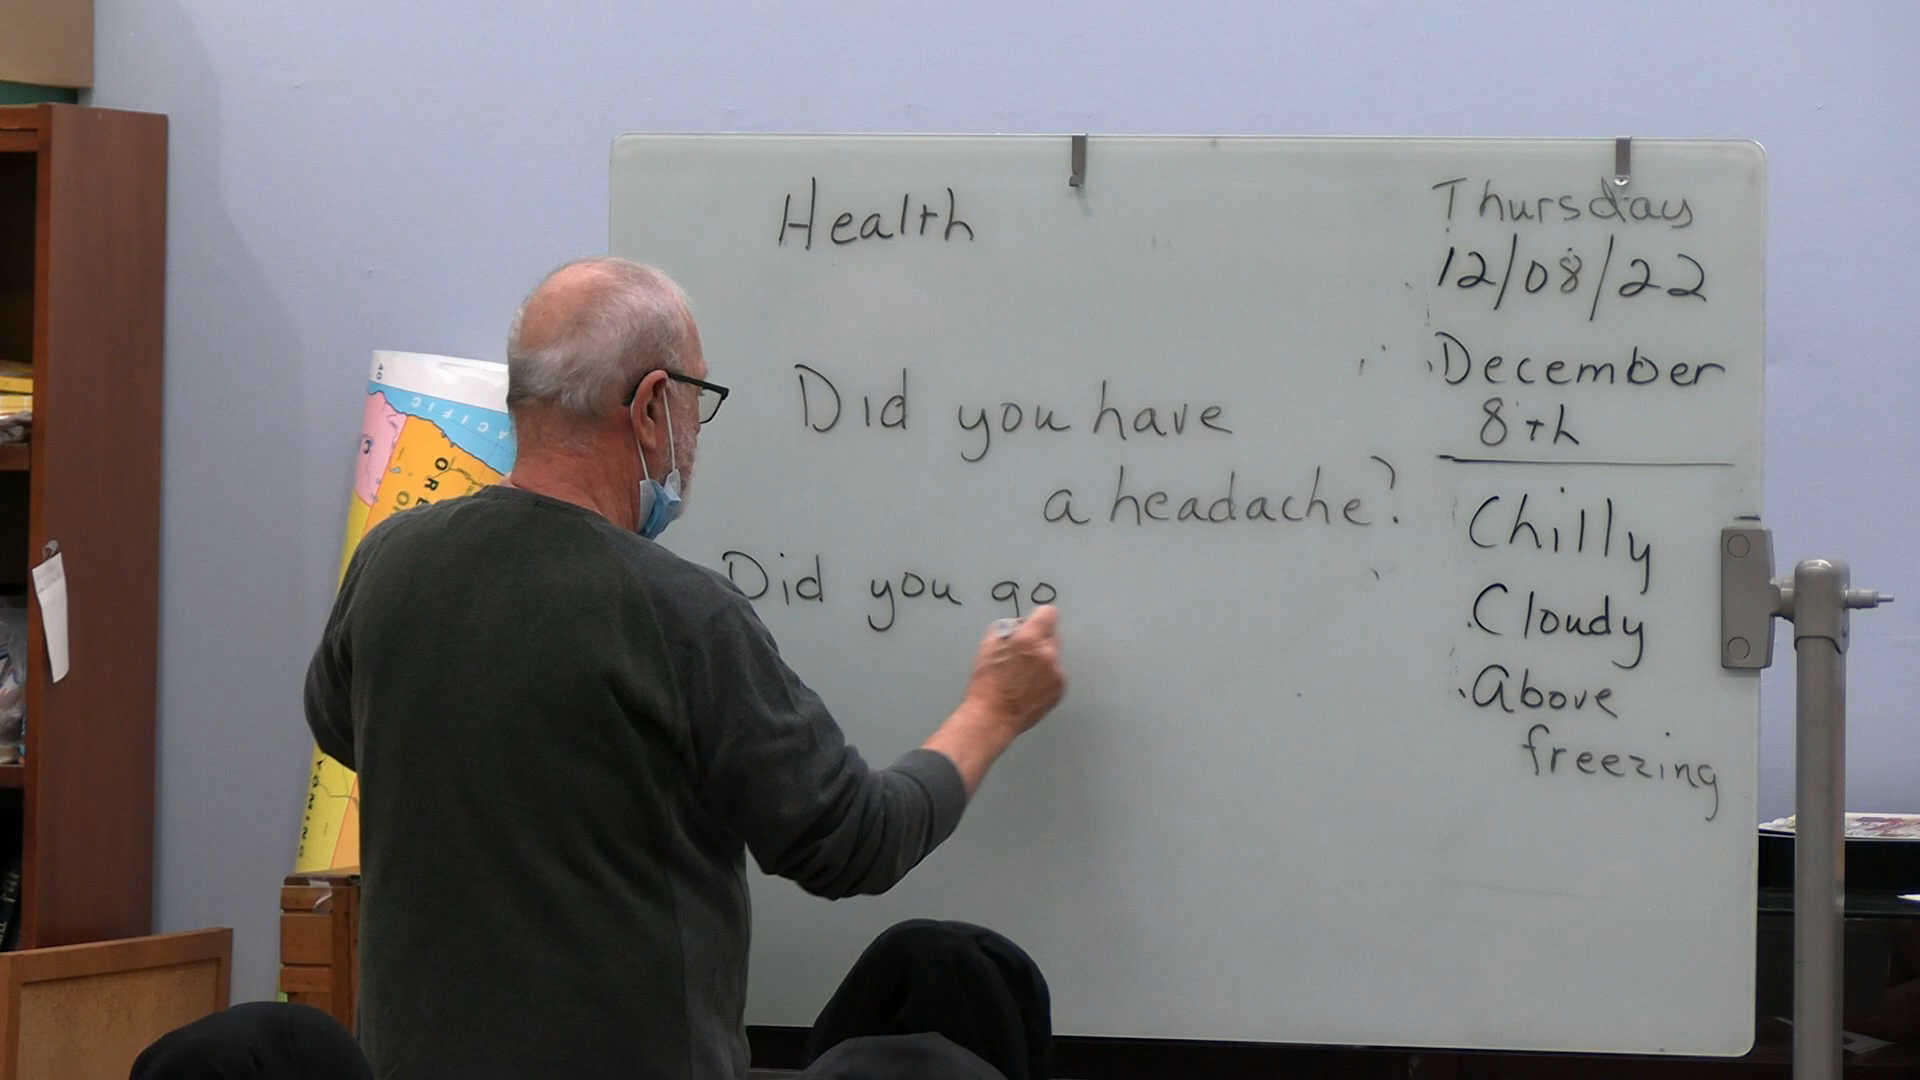 Health
Did you have
a headache?
Did you go
Thursday
12/08/22
December
8th
Chilly
Cloudy
Above
freezing